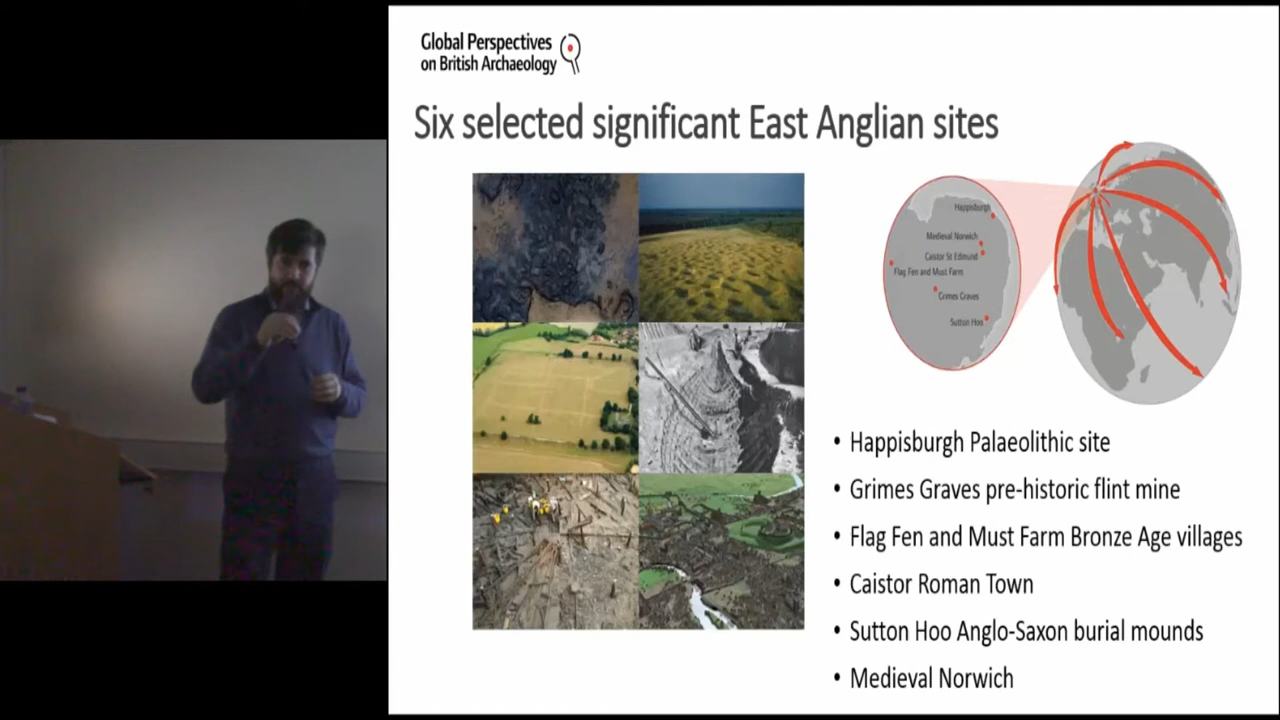 Global Perspectives
on British Archaeology
Six selected significant East Anglian sites
Happisburgh
Medieval Norwich
Caistor St Edmund
Flag Fen and Must Farm
Grimes Graves
Sutton Hoo
• Happisburgh Palaeolithic site
• Grimes Graves pre-historic flint mine
• Flag Fen and Must Farm Bronze Age villages
• Caistor Roman Town
• Sutton Hoo Anglo-Saxon burial mounds
• Medieval Norwich